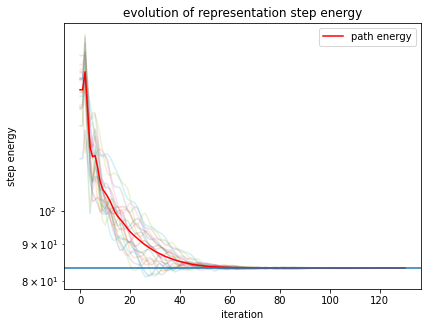 evolution of representation step energy
path energy
step energy
10²
9 × 10¹
8 × 10¹
0 20 40 60 80 100 120
iteration